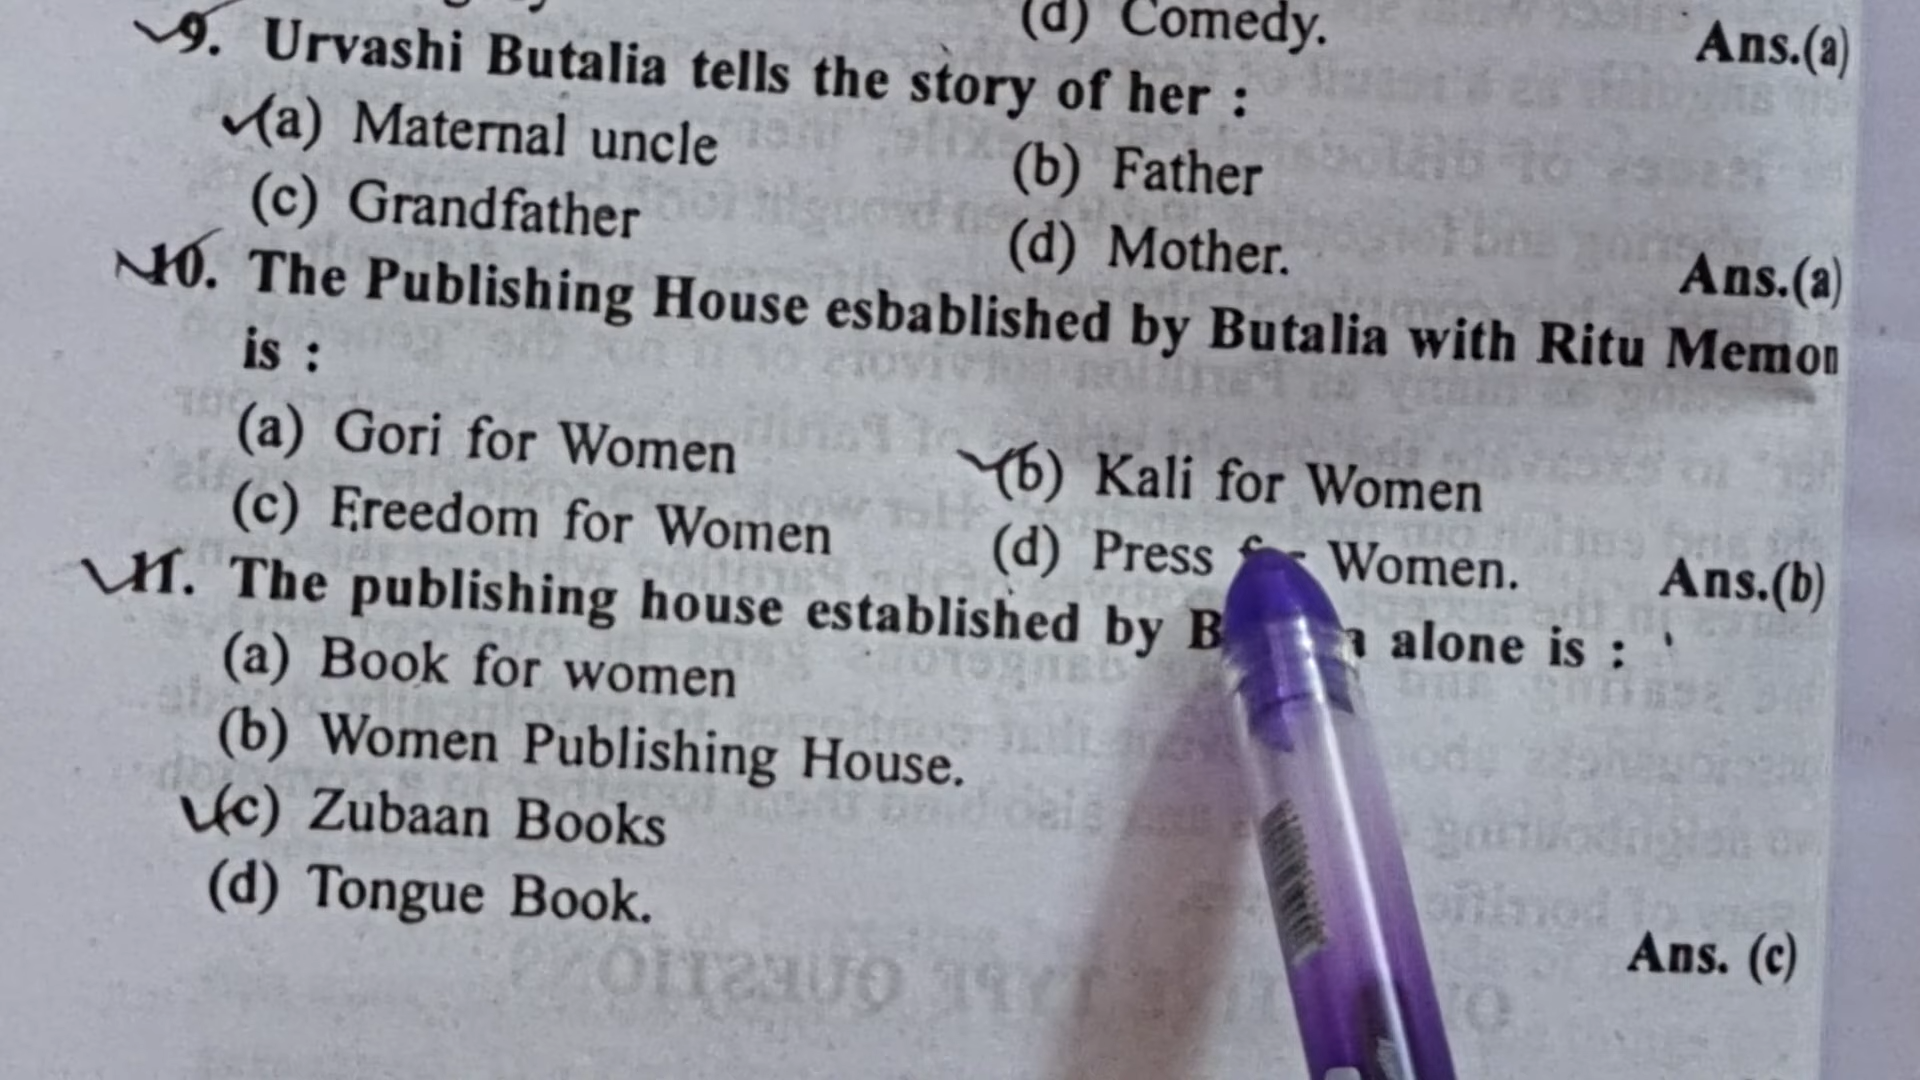 (d) Comedy. Ans.(a)
9. Urvashi Butalia tells the story of her :
(a) Maternal uncle (b) Father
(c) Grandfather (d) Mother. Ans.(a)
10. The Publishing House esbablished by Butalia with Ritu Memon
is :
(a) Gori for Women (b) Kali for Women
(c) Freedom for Women (d) Press Women. Ans.(b)
11. The publishing house established by alone is :
(a) Book for women
(b) Women Publishing House.
(c) Zubaan Books
(d) Tongue Book.
Ans. (c)